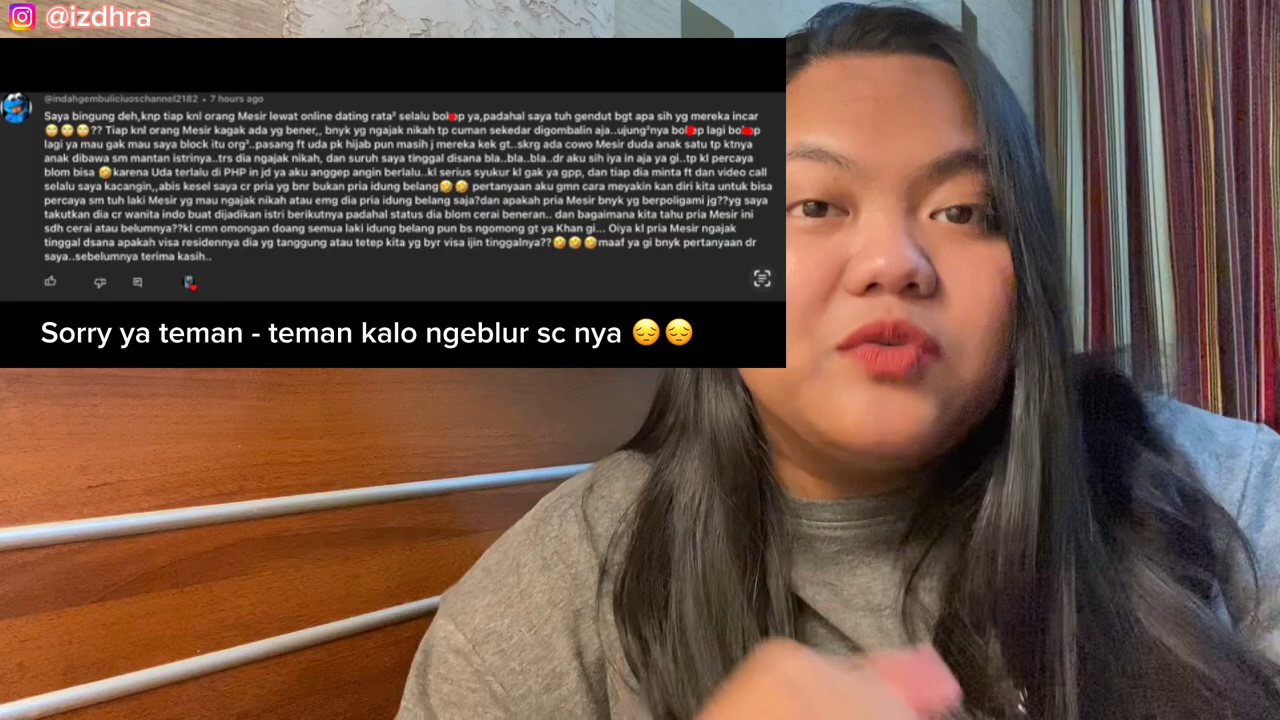 @izdhra
@indahgembuliciuoschannel2182 • 7 hours ago
Saya bingung deh,knp tiap knl orang Mesir lewat online dating rata² selalu bokep ya,padahal saya tuh gendut bgt apa sih yg mereka incar
🙄🙄🙄?? Tiap knl orang Mesir kagak ada yg bener,, bnyk yg ngajak nikah tp cuman sekedar digombalin aja..ujung²nya bokep lagi bokep
lagi ya mau gak mau saya block itu org²..pasang ft uda pk hijab pun masih j mereka kek gt..skrg ada cowo Mesir duda anak satu tp ktnya
anak dibawa sm mantan istrinya..trs dia ngajak nikah, dan suruh saya tinggal disana bla..bla..bla..dr aku sih iya in aja ya gi..tp kl percaya
blom bisa 🤣karena Uda terlalu di PHP in jd ya aku anggep angin berlalu..kl serius syukur kl gak ya gpp, dan tiap dia minta ft dan video call
selalu saya kacangin,,abis kesel saya cr pria yg bnr bukan pria idung belang🤣🤣 pertanyaan aku gmn cara meyakin kan diri kita untuk bisa
percaya sm tuh laki Mesir yg mau ngajak nikah atau emg dia pria idung belang saja?dan apakah pria Mesir bnyk yg berpoligami jg??yg saya
takutkan dia cr wanita indo buat dijadikan istri berikutnya padahal status dia blom cerai beneran.. dan bagaimana kita tahu pria Mesir ini
sdh cerai atau belumnya??kl cmn omongan doang semua laki idung belang pun bs ngomong gt ya Khan gi... Oiya kl pria Mesir ngajak
tinggal dsana apakah visa residennya dia yg tanggung atau tetep kita yg byr visa ijin tinggalnya??🤣🤣🤣maaf ya gi bnyk pertanyaan dr
saya..sebelumnya terima kasih..
Sorry ya teman - teman kalo ngeblur sc nya 😔😔